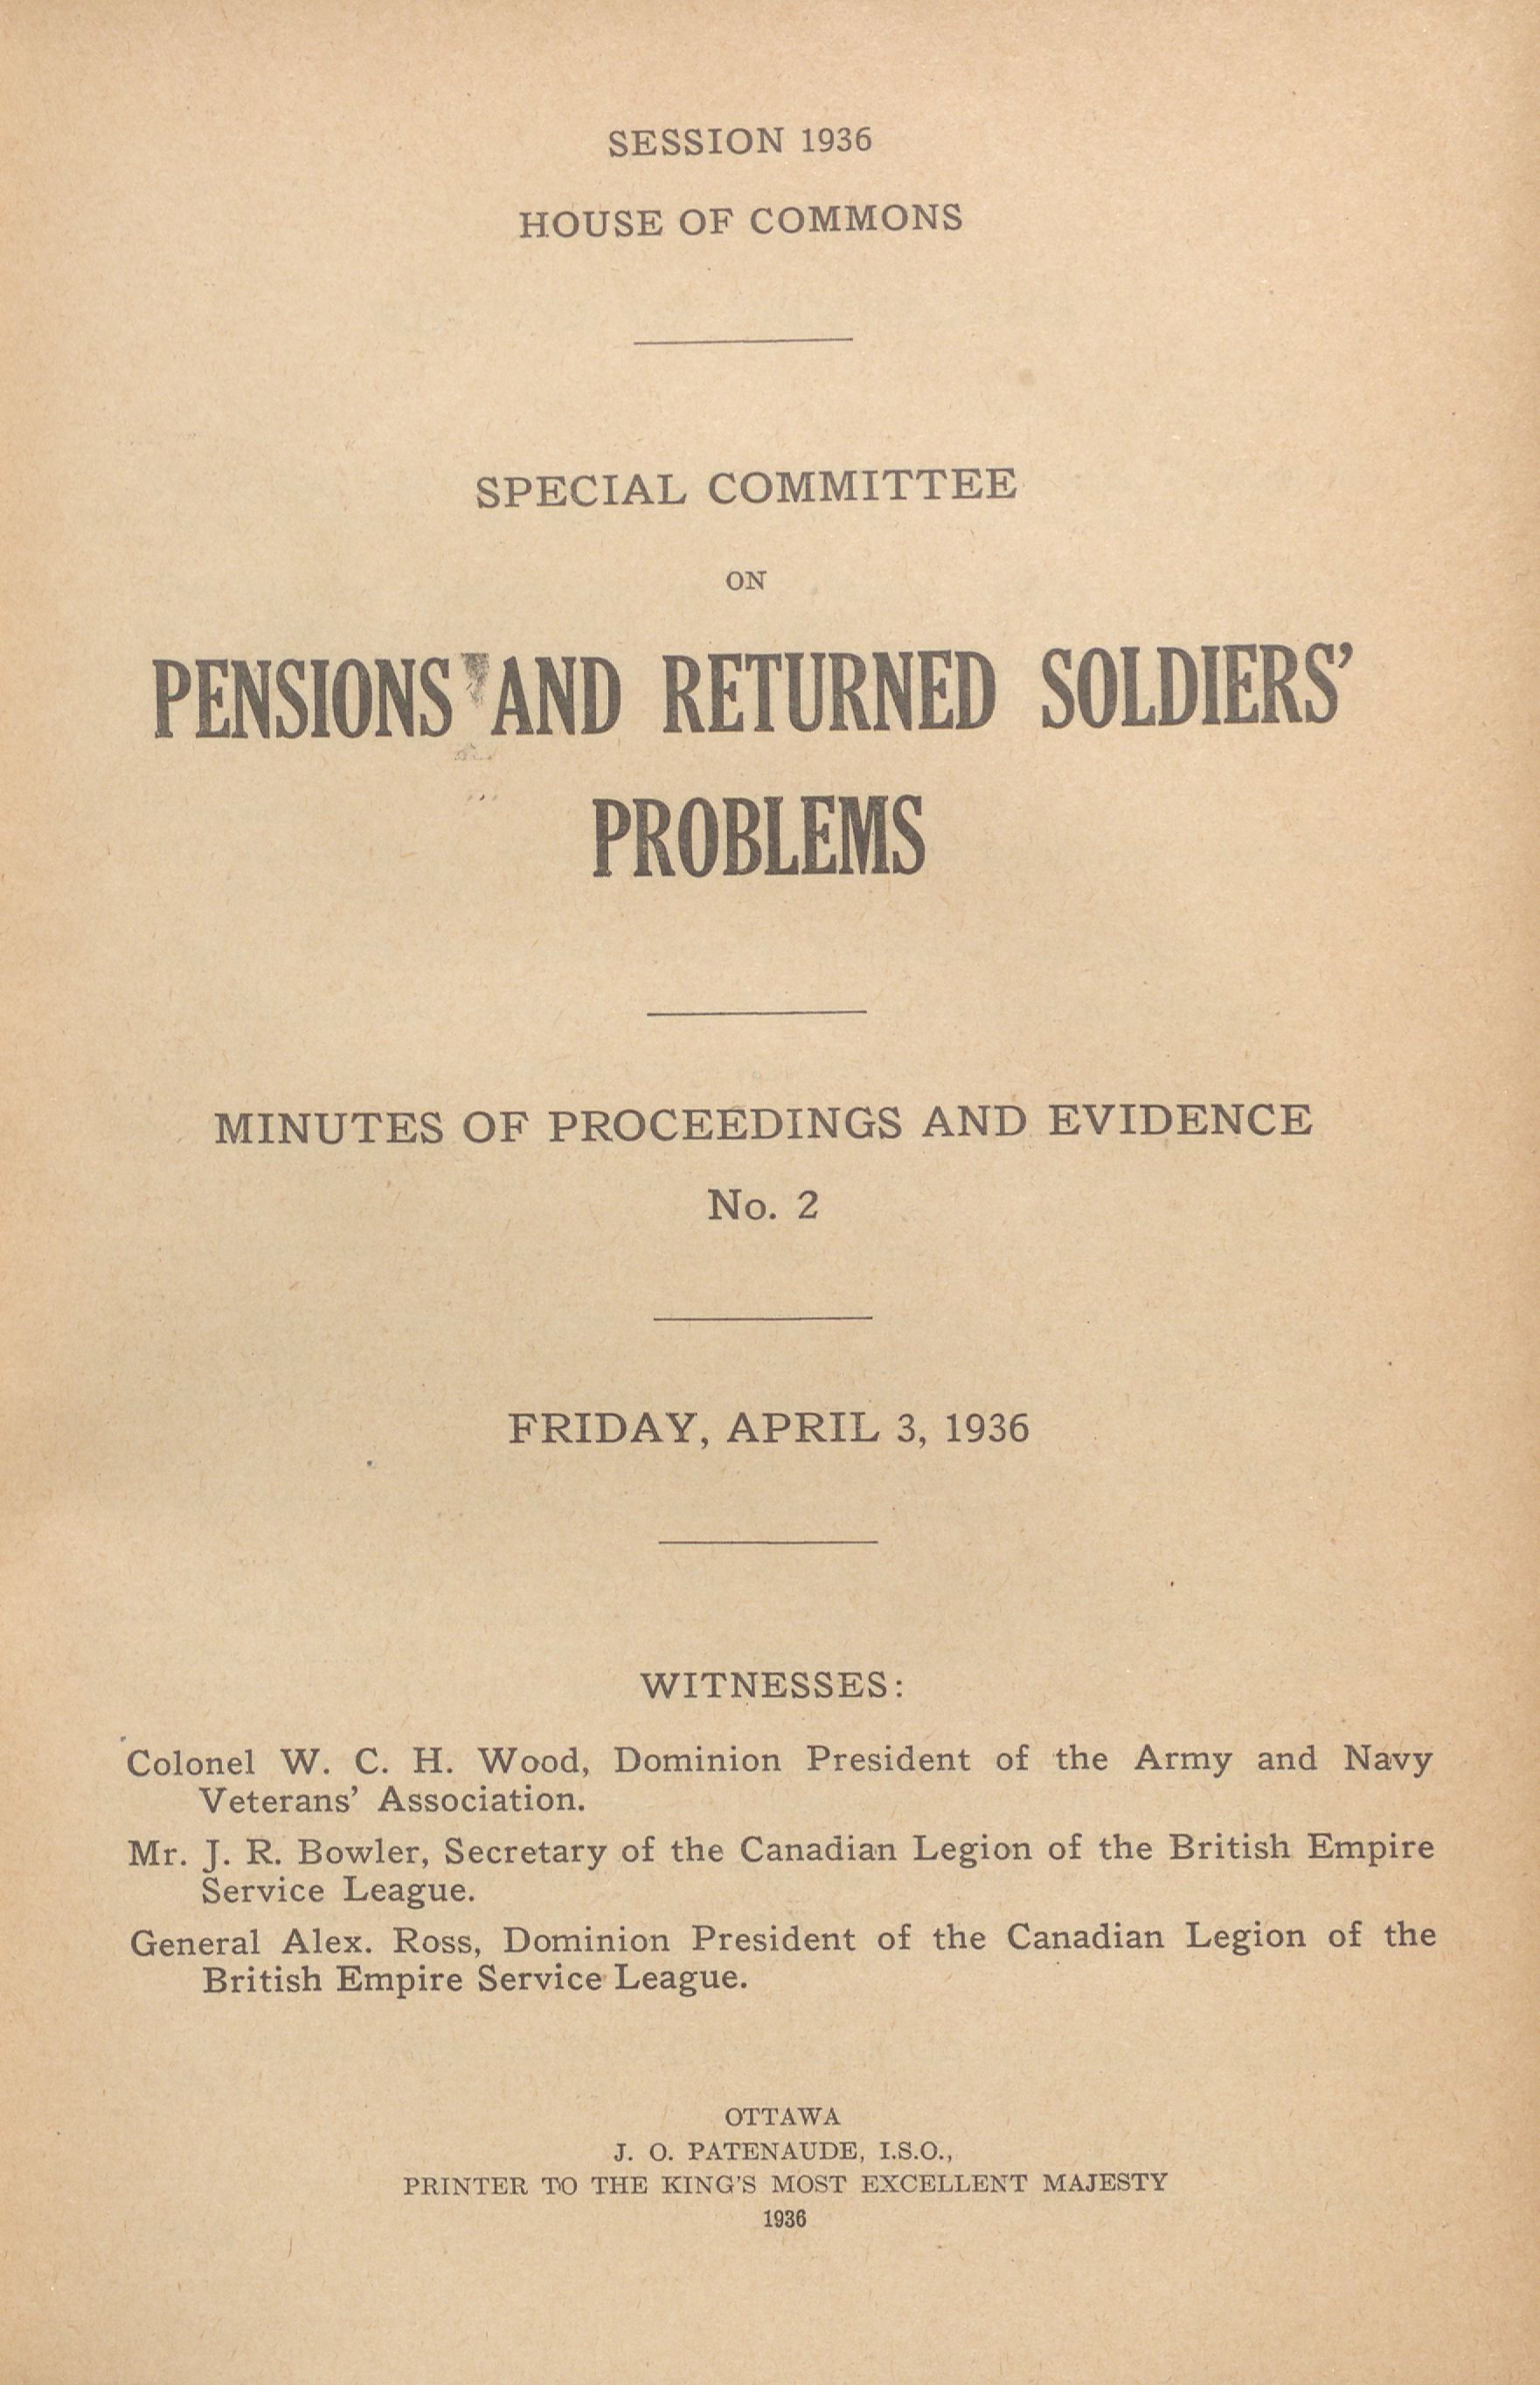 SESSION 1936
HOUSE OF COMMONS
SPECIAL COMMITTEE
ON
PENSIONS AND RETURNED SOLDIERS'
PROBLEMS
MINUTES OF PROCEEDINGS AND EVIDENCE
No. 2
FRIDAY, APRIL 3, 1936
WITNESSES:
Colonel W. C. H. Wood, Dominion President of the Army and Navy
Veterans' Association.
Mr. J. R. Bowler, Secretary of the Canadian Legion of the British Empire
Service League.
General Alex. Ross, Dominion President of the Canadian Legion of the
British Empire Service League.
OTTAWA
J. O. PATENAUDE, I.S.O.,
PRINTER TO THE KING'S MOST EXCELLENT MAJESTY
1936